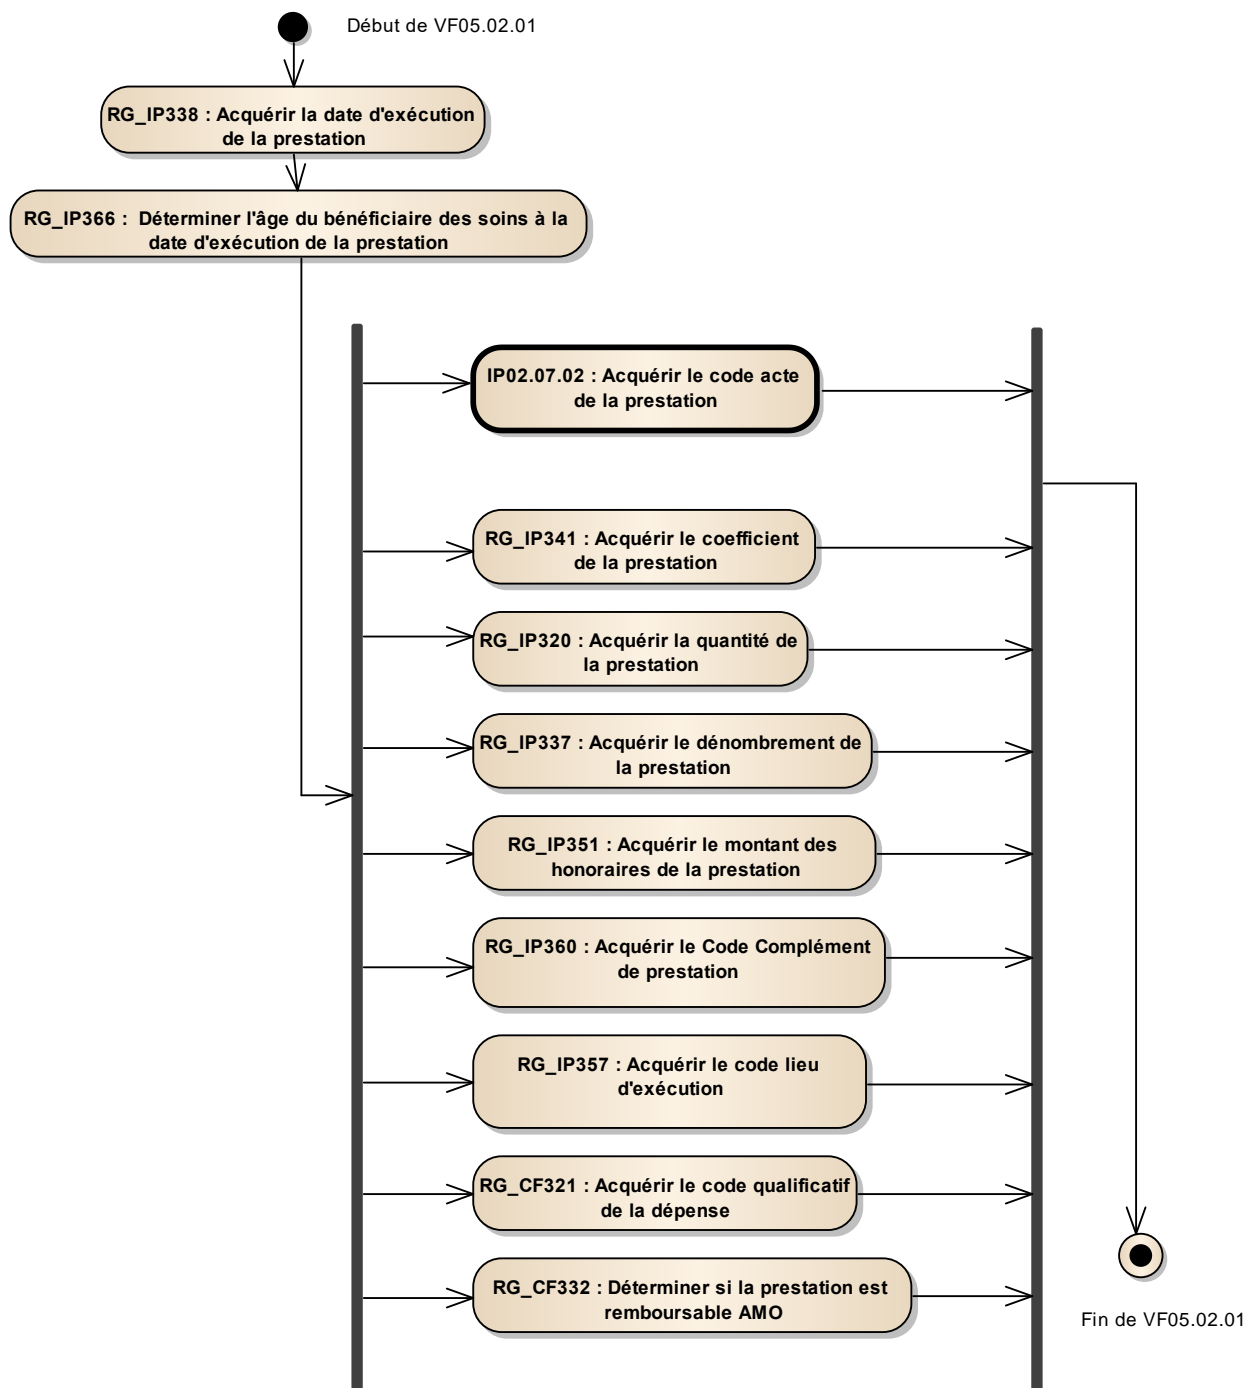 Début de VF05.02.01
RG_IP338 : Acquérir la date d'exécution
de la prestation
RG_IP366 :  Déterminer l'âge du bénéficiaire des soins à la
date d'exécution de la prestation
IP02.07.02 : Acquérir le code acte
de la prestation
RG_IP341 : Acquérir le coefficient
de la prestation
RG_IP320 : Acquérir la quantité de
la prestation
RG_IP337 : Acquérir le dénombrement de
la prestation
RG_IP351 : Acquérir le montant des
honoraires de la prestation
RG_IP360 : Acquérir le Code Complément
de prestation
RG_IP357 : Acquérir le code lieu
d'exécution
RG_CF321 : Acquérir le code qualificatif
de la dépense
RG_CF332 : Déterminer si la prestation est
remboursable AMO
Fin de VF05.02.01